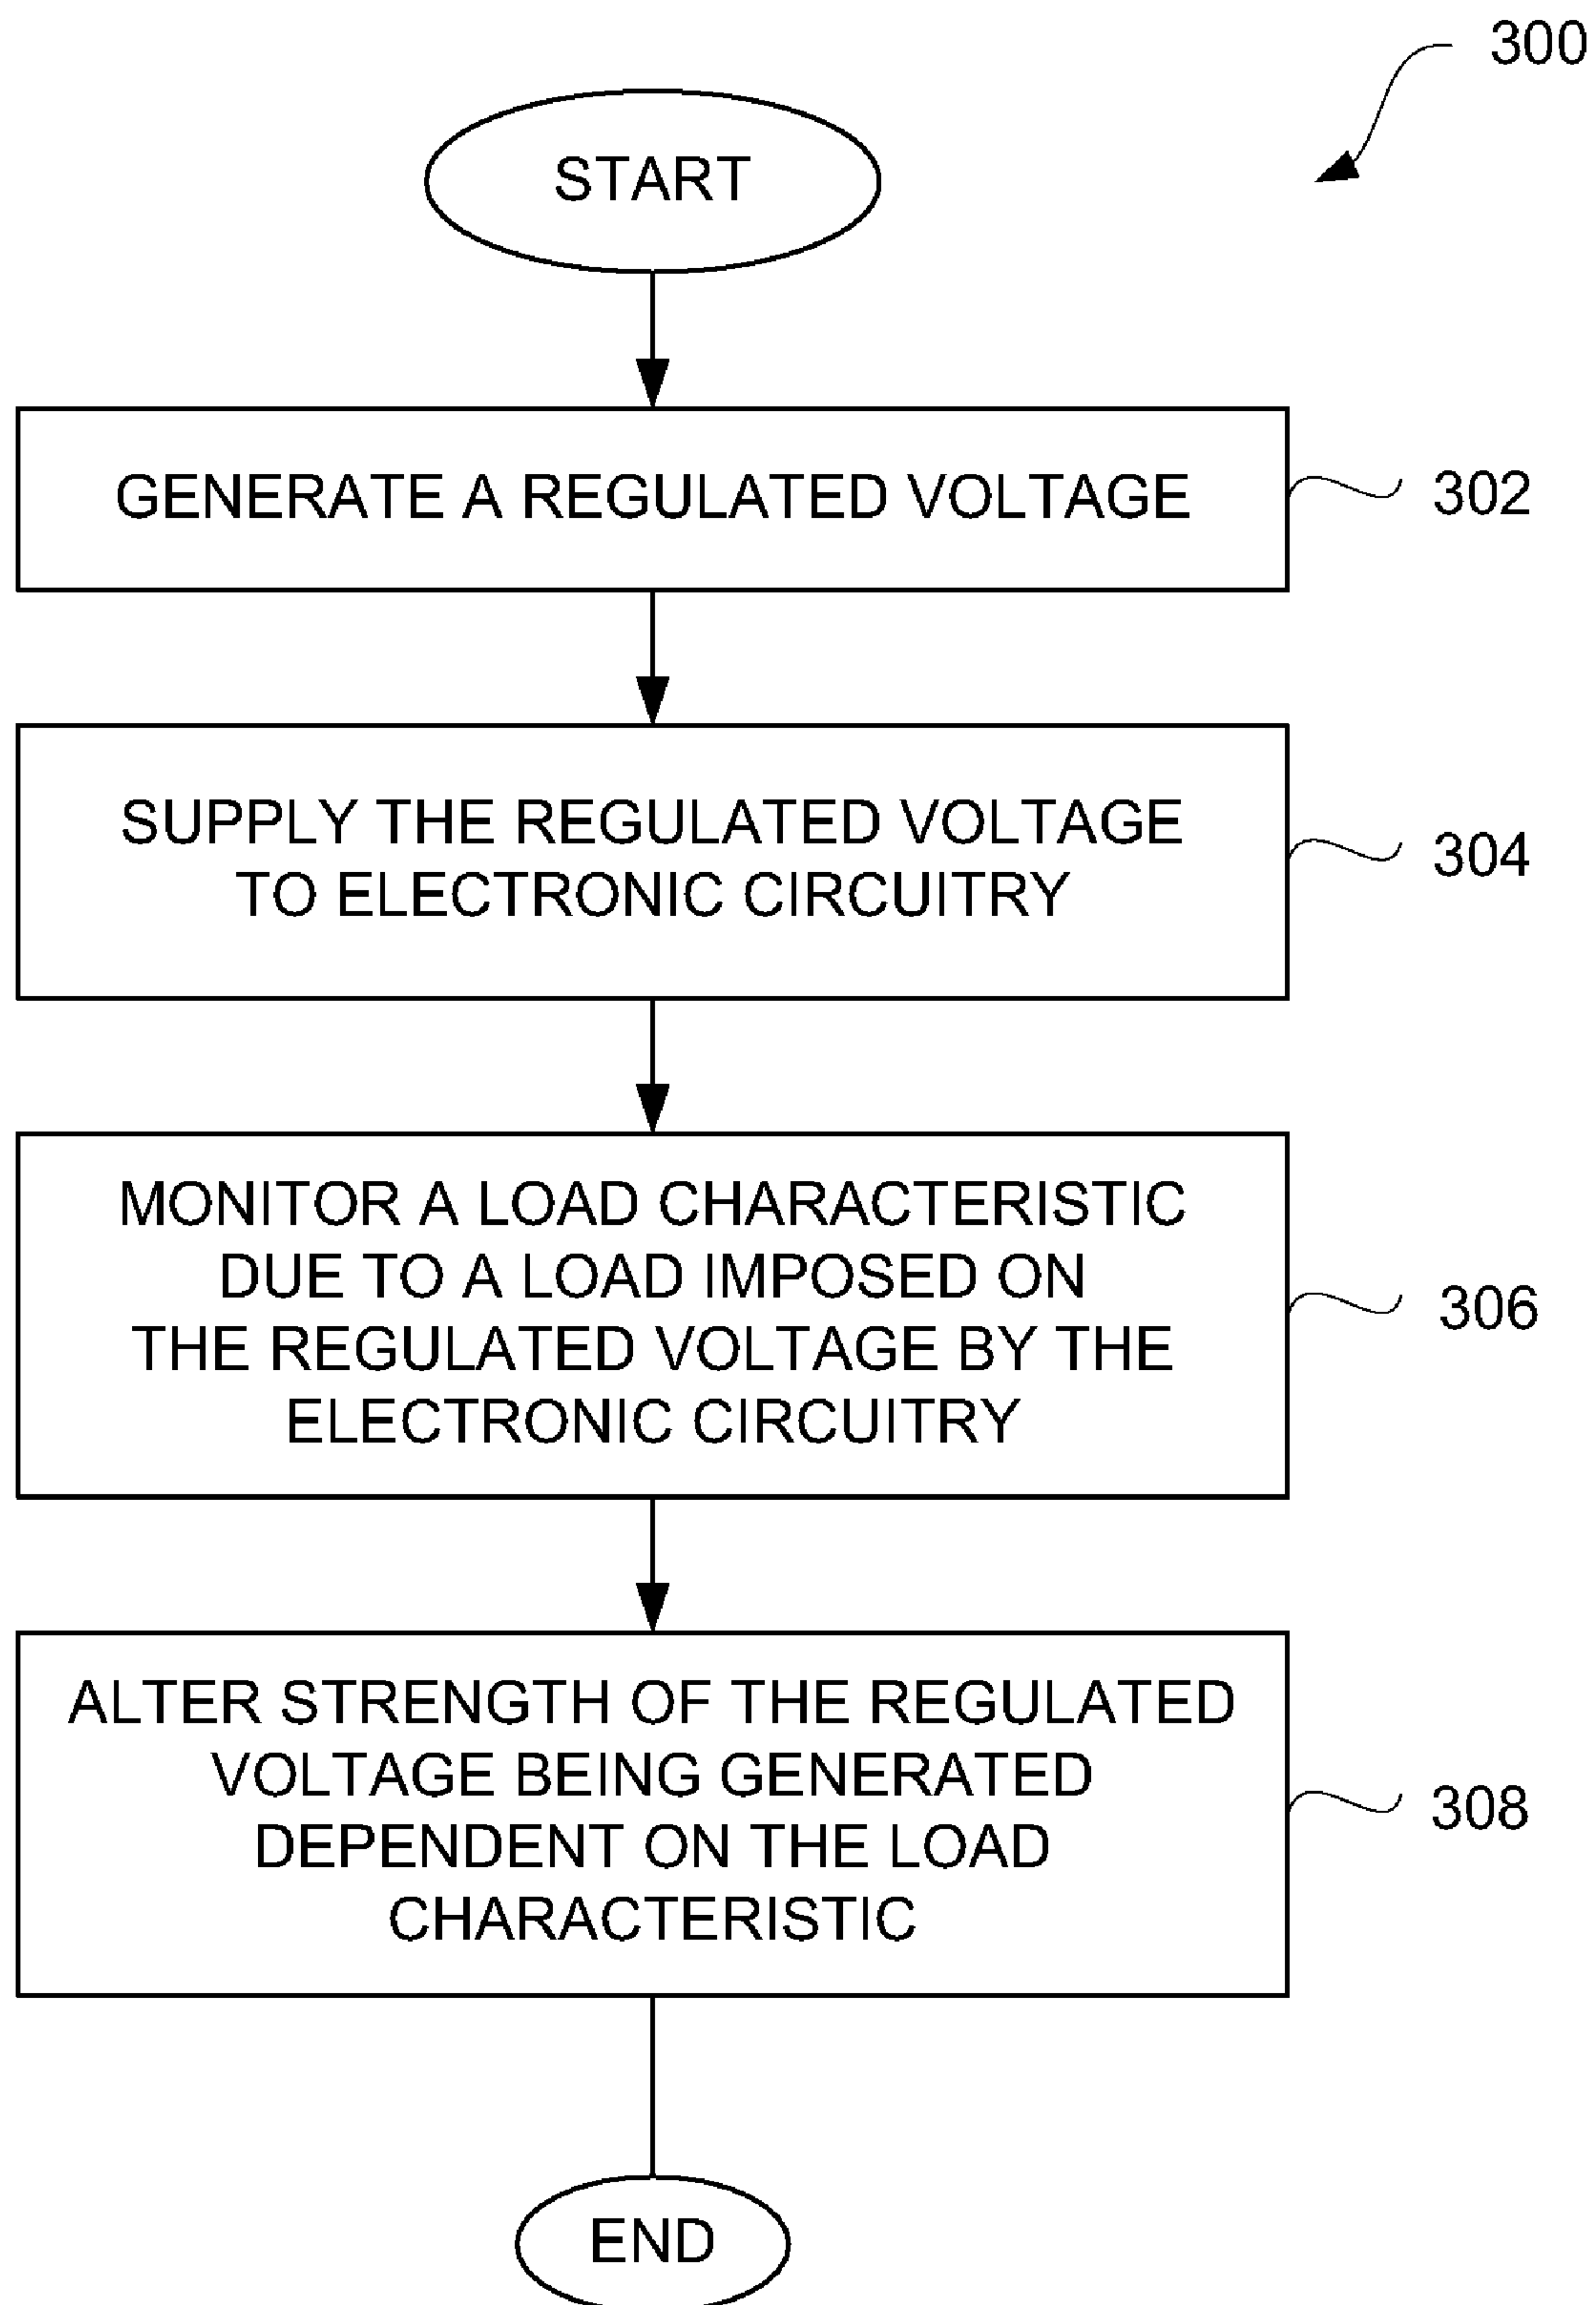 300
START
GENERATE A REGULATED VOLTAGE
302
SUPPLY THE REGULATED VOLTAGE
TO ELECTRONIC CIRCUITRY
304
MONITOR A LOAD CHARACTERISTIC
DUE TO A LOAD IMPOSED ON
THE REGULATED VOLTAGE BY THE
ELECTRONIC CIRCUITRY
306
ALTER STRENGTH OF THE REGULATED
VOLTAGE BEING GENERATED
DEPENDENT ON THE LOAD
CHARACTERISTIC
308
END